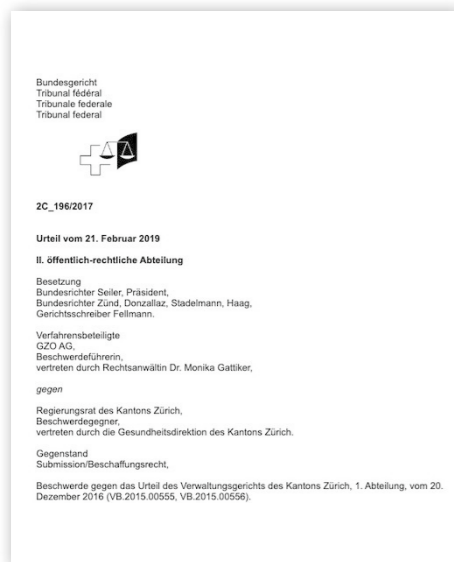 Bundesgericht
Tribunal fédéral
Tribunale federale
Tribunal federal
2C_196/2017
Urteil vom 21. Februar 2019
II. öffentlich-rechtliche Abteilung
Besetzung
Bundesrichter Seiler, Präsident,
Bundesrichter Zünd, Donzallaz, Stadelmann, Haag,
Gerichtsschreiber Fellmann.
Verfahrensbeteiligte
GZO AG,
Beschwerdeführerin,
vertreten durch Rechtsanwältin Dr. Monika Gattiker,
gegen
Regierungsrat des Kantons Zürich,
Beschwerdegegner,
vertreten durch die Gesundheitsdirektion des Kantons Zürich.
Gegenstand
Submission/Beschaffungsrecht,
Beschwerde gegen das Urteil des Verwaltungsgerichts des Kantons Zürich, 1. Abteilung, vom 20.
Dezember 2016 (VB.2015.00555, VB.2015.00556).